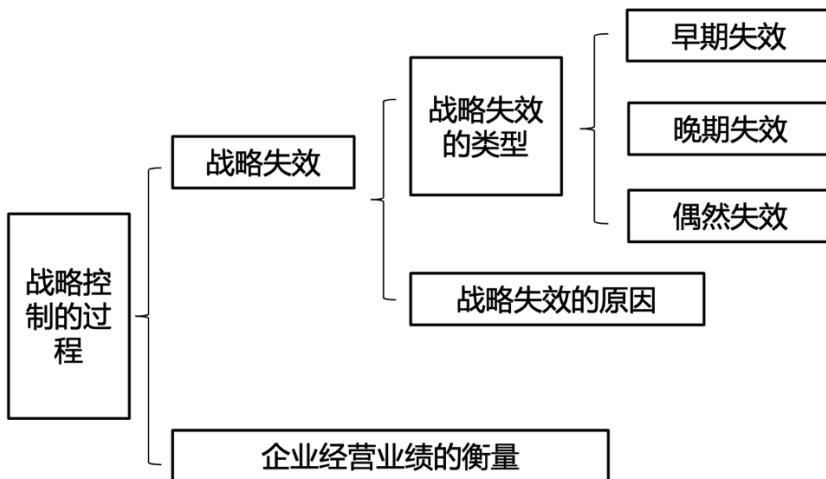 早期失效
战略失效
的类型
晚期失效
战略失效
偶然失效
战略控
制的过
程
战略失效的原因
企业经营业绩的衡量